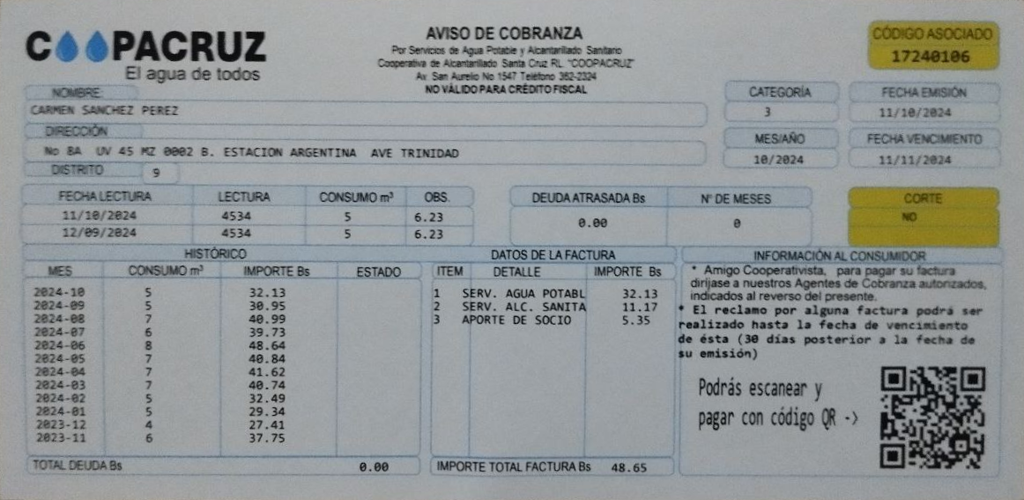 COOPACRUZ
El agua de todos
AVISO DE COBRANZA
Por Servicios de Agua Potable y Alcantarillado Sanitario
Cooperativa de Alcantarillado Santa Cruz RL. "COOPACRUZ"
Av. San Aurelio No 1547 Teléfono 362-2324
NO VÁLIDO PARA CRÉDITO FISCAL
CÓDIGO ASOCIADO
17240106
NOMBRE:
CARMEN SANCHEZ PEREZ
CATEGORÍA
3
FECHA EMISIÓN
11/10/2024
DIRECCIÓN
No 8A UV 45 MZ 0002 B. ESTACION ARGENTINA AVE TRINIDAD
MES/AÑO
10/2024
FECHA VENCIMIENTO
11/11/2024
DISTRITO 9
FECHA LECTURA LECTURA CONSUMO m³ OBS.
11/10/2024 4534 5 6.23
12/09/2024 4534 5 6.23
DEUDA ATRASADA Bs N° DE MESES
0.00 0
CORTE
NO
HISTÓRICO
MES CONSUMO m³ IMPORTE Bs ESTADO
2024-10 5 32.13
2024-09 5 30.95
2024-08 7 40.99
2024-07 6 39.73
2024-06 8 48.64
2024-05 7 40.84
2024-04 7 41.62
2024-03 7 40.74
2024-02 5 32.49
2024-01 5 29.34
2023-12 4 27.41
2023-11 6 37.75
TOTAL DEUDA Bs 0.00
DATOS DE LA FACTURA
ITEM DETALLE IMPORTE Bs
1 SERV. AGUA POTABL 32.13
2 SERV. ALC. SANITA 11.17
3 APORTE DE SOCIO 5.35
IMPORTE TOTAL FACTURA Bs 48.65
INFORMACIÓN AL CONSUMIDOR
* Amigo Cooperativista, para pagar su factura
diríjase a nuestros Agentes de Cobranza autorizados,
indicados al reverso del presente.
* El reclamo por alguna factura podrá ser
realizado hasta la fecha de vencimiento
de ésta (30 días posterior a la fecha de
su emisión)
Podrás escanear y
pagar con código QR ->